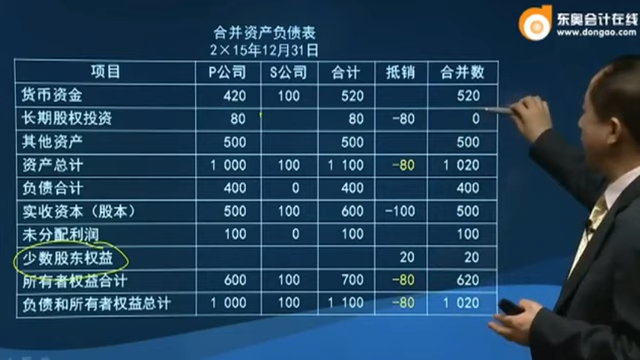 东奥会计在线
www.dongao.com
合并资产负债表
2×15年12月31日
项目 P公司 S公司 合计 抵销 合并数
货币资金 420 100 520 520
长期股权投资 80 80 -80 0
其他资产 500 500 500
资产总计 1 000 100 1 100 -80 1 020
负债合计 400 0 400 400
实收资本（股本） 500 100 600 -100 500
未分配利润 100 0 100 100
少数股东权益 20 20
所有者权益合计 600 100 700 -80 620
负债和所有者权益总计 1 000 100 1 100 -80 1 020